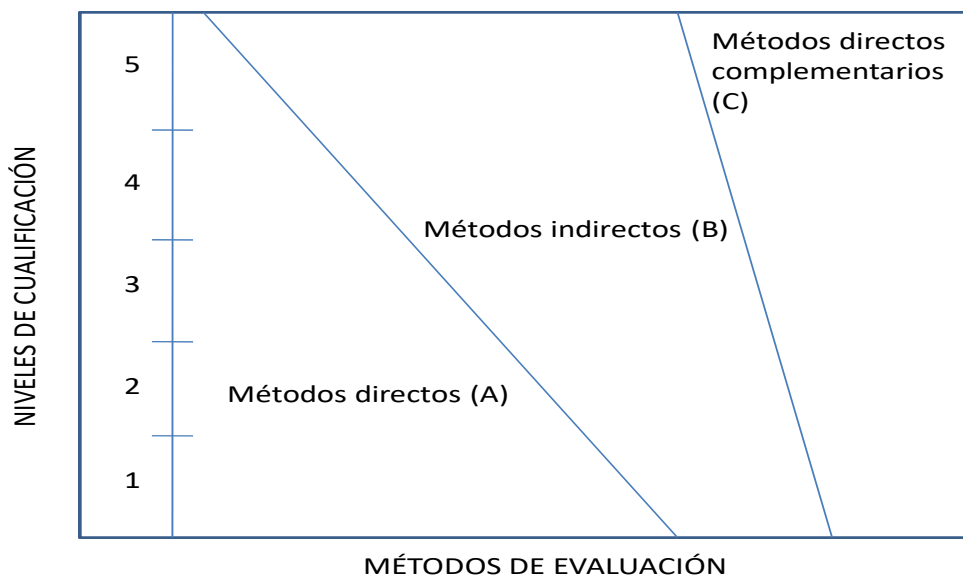 NIVELES DE CUALIFICACIÓN
5
4
3
2
1
Métodos directos
complementarios
(C)
Métodos indirectos (B)
Métodos directos (A)
MÉTODOS DE EVALUACIÓN